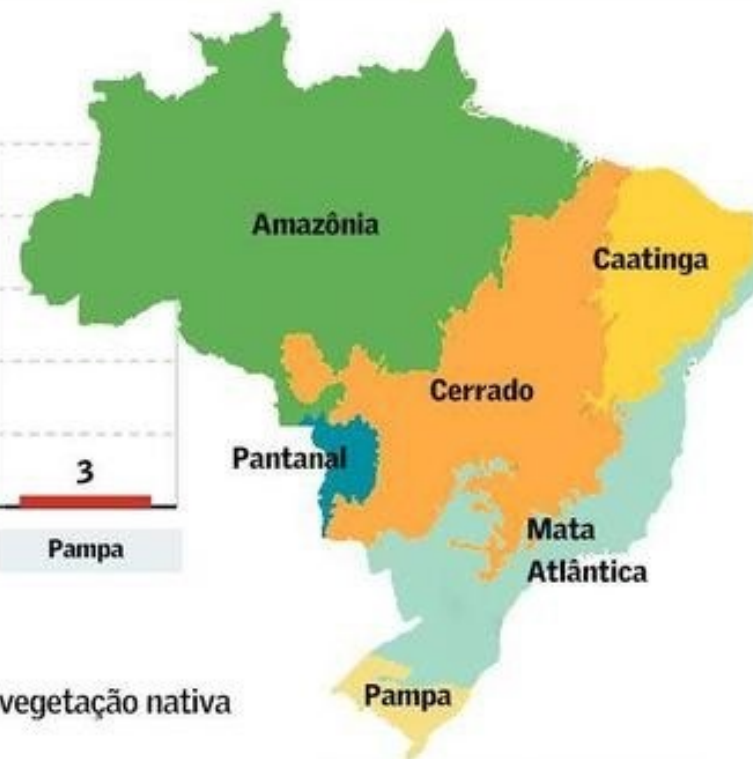 Amazônia
Caatinga
Cerrado
Pantanal
3
Pampa
Mata
Atlântica
Pampa
vegetação nativa